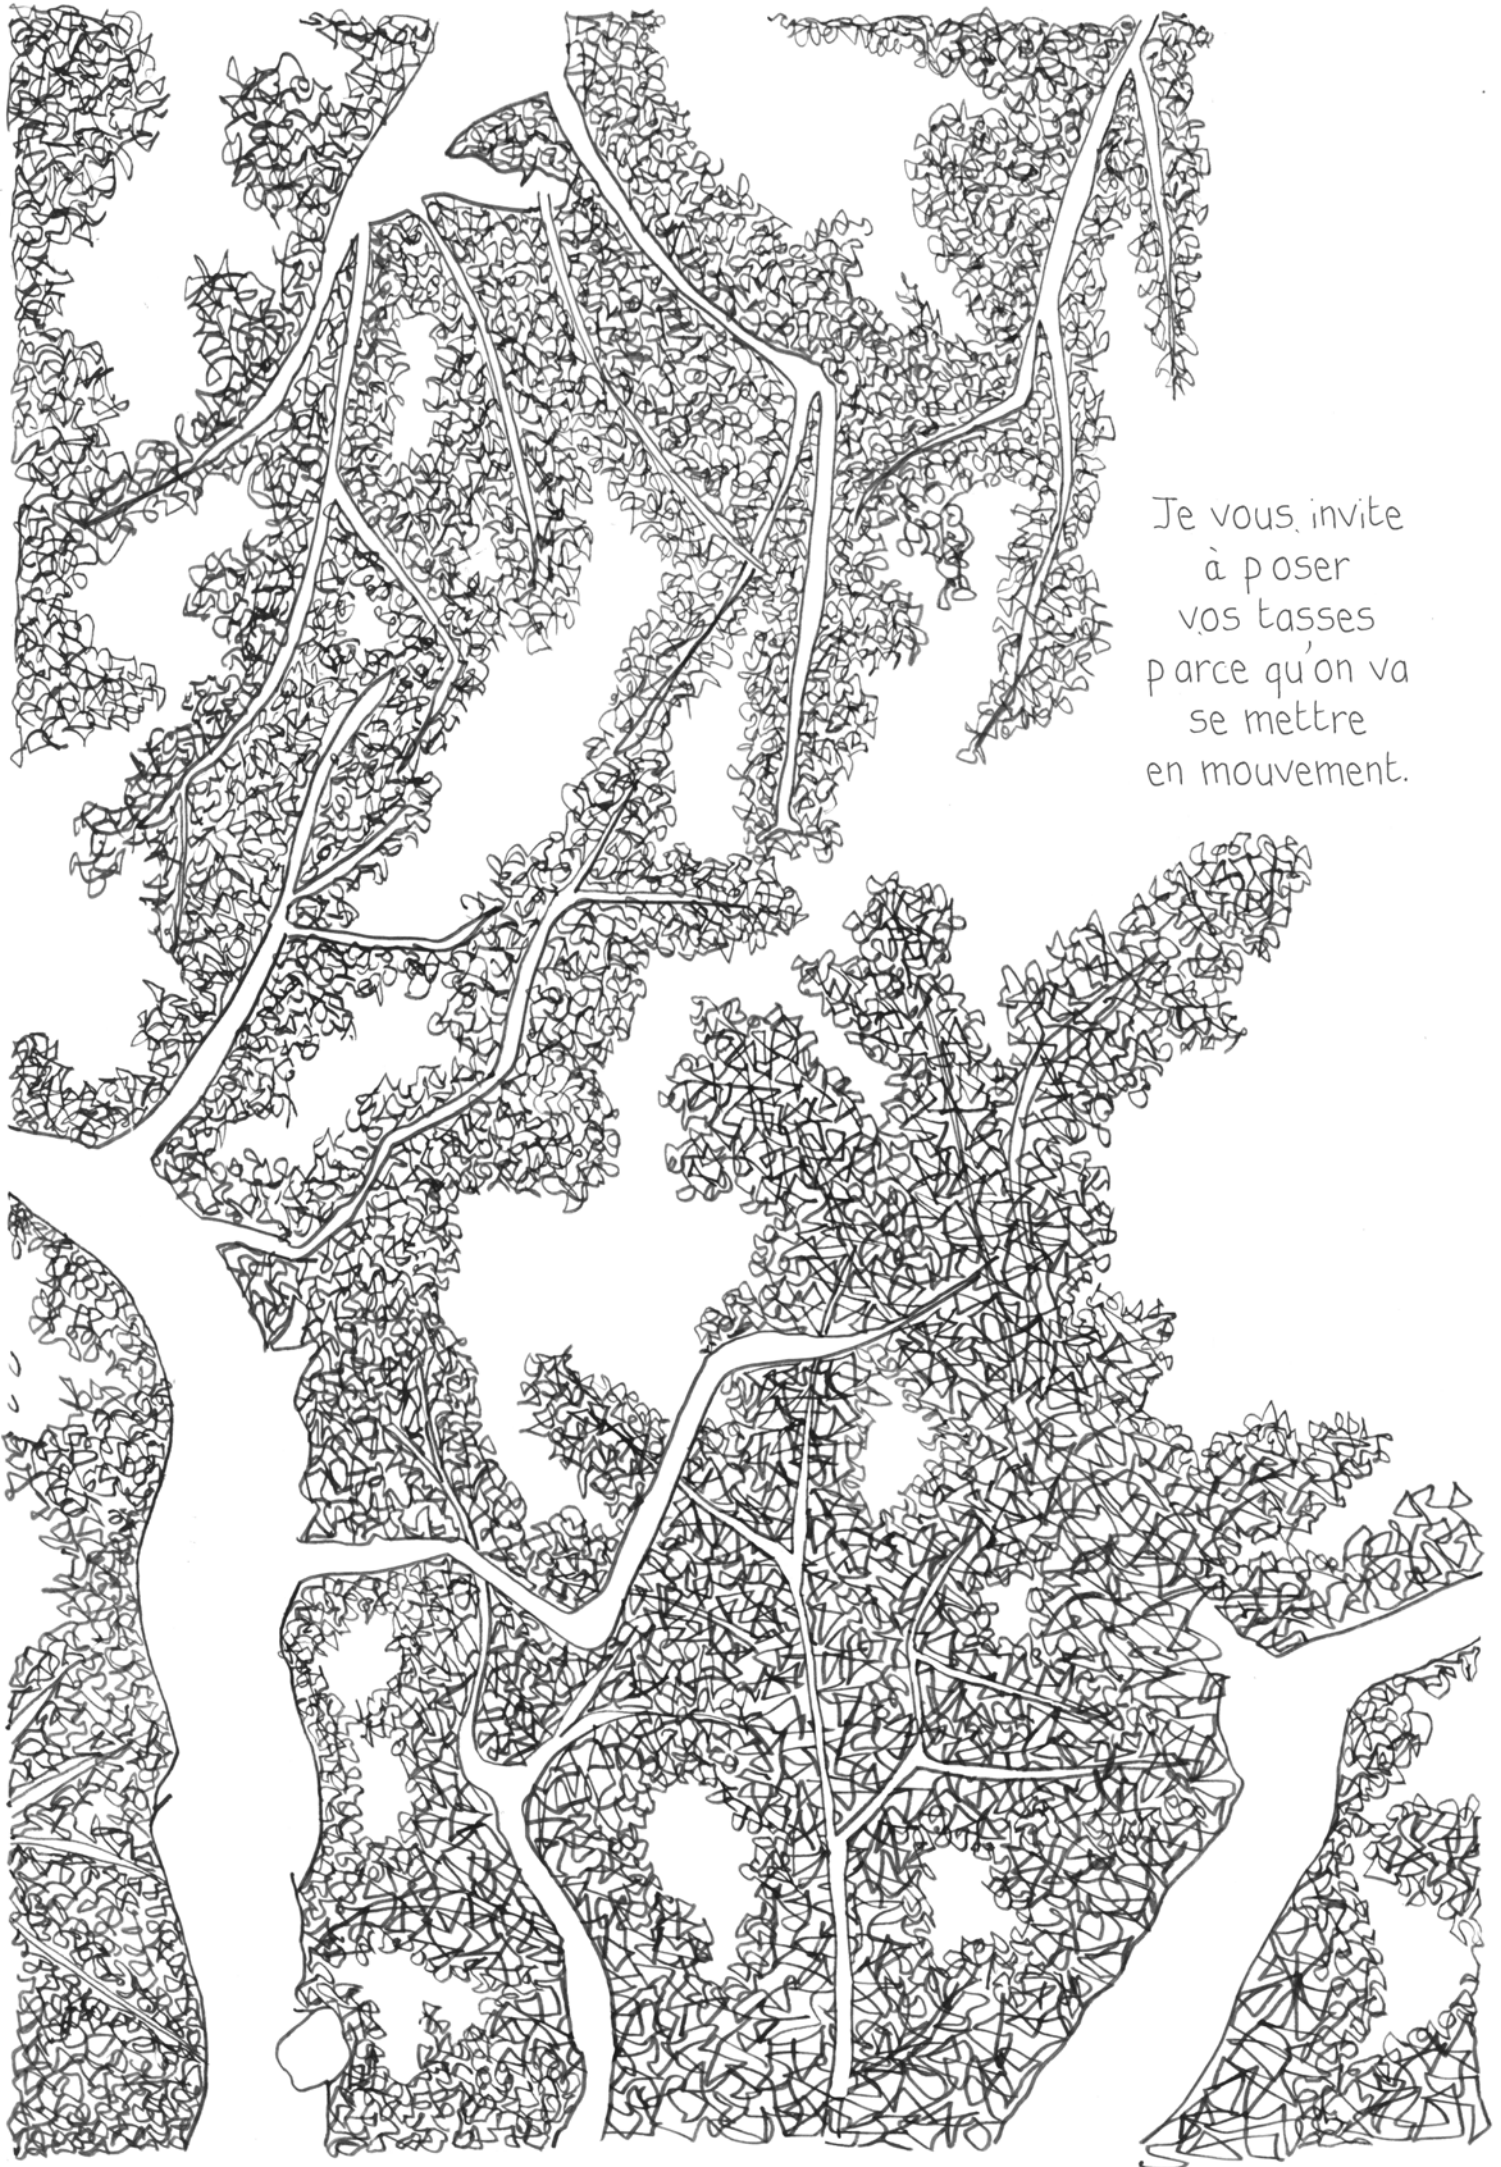 Je vous invite
à poser
vos tasses
parce qu'on va
se mettre
en mouvement.